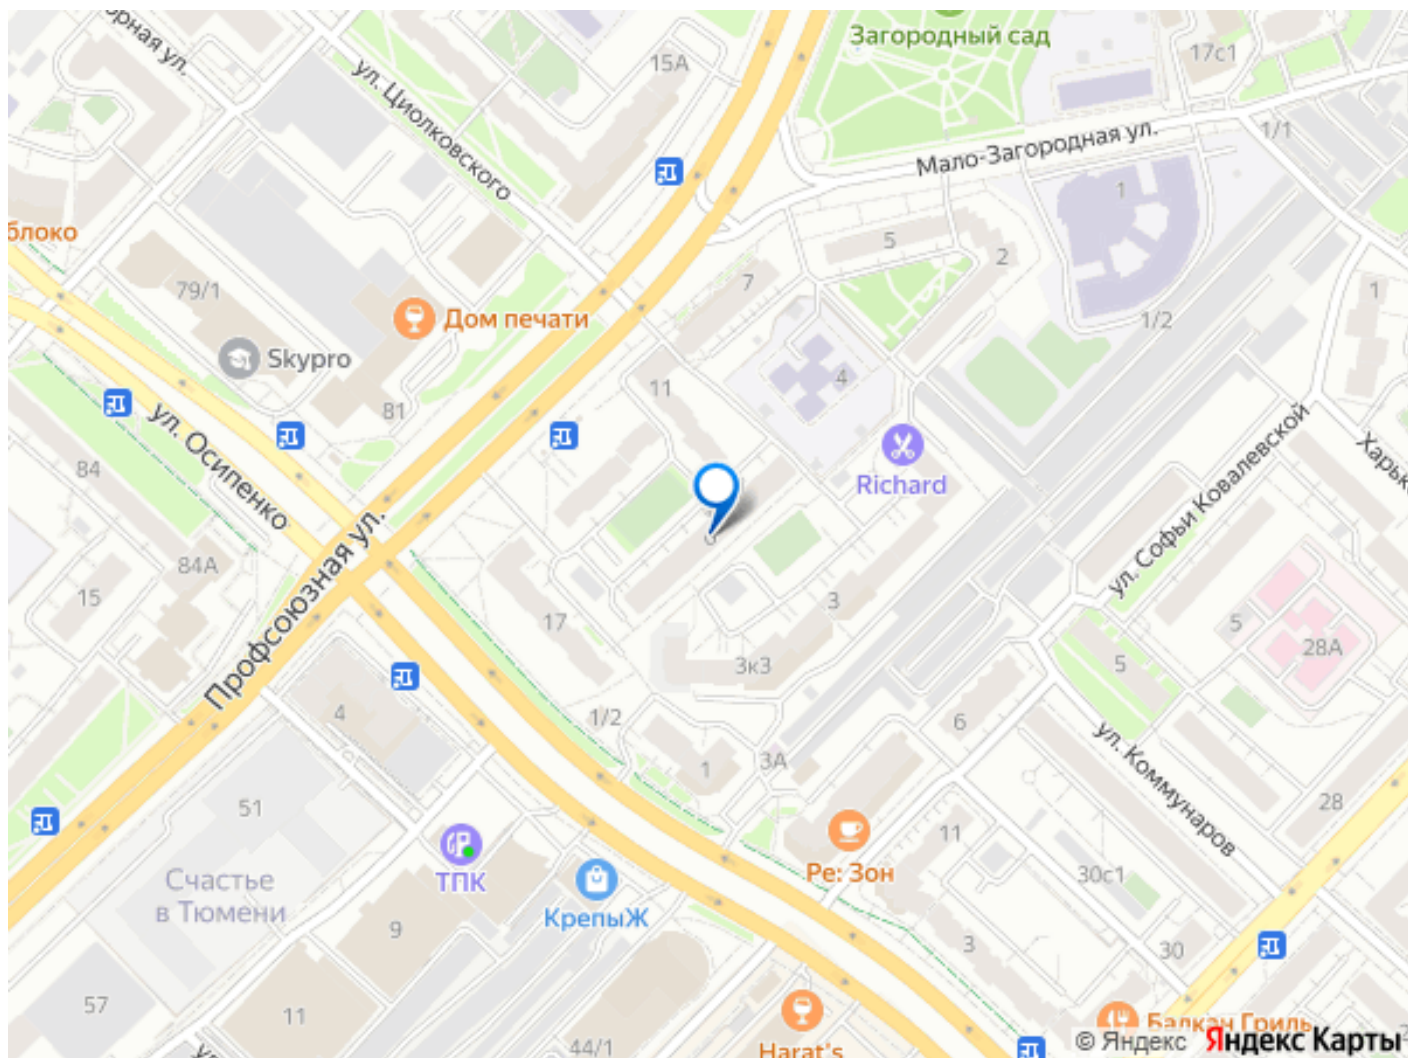 Загородный сад
17с1
15А
ул. Циолковского
1/1
Мало-Загородная ул.
1
блоко
5
2
79/1
7
1
Дом печати
1/2
Skypro
11
4
81
ул. Осипенко
84
Richard
ул. Софьи Ковалевской
Харько
84А
15
Профсоюзная ул.
17
3
5
28А
3к3
5
4
1/2
6
3А
1
ул. Коммунаров
51
28
11
ТПК
Ре: Зон
30с1
Счастье
в Тюмени
КрепыЖ
9
3
30
57
11
Балкан Гриль
44/1
Harat's
© Яндекс Яндекс Карты